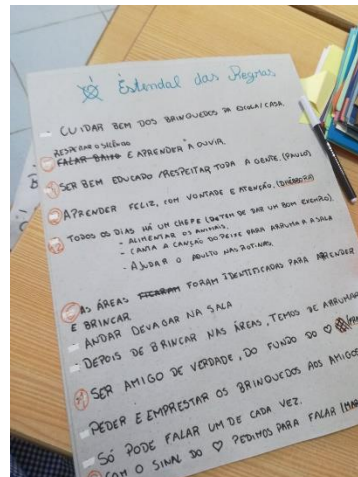 Ó Estendal das Regras
CUIDAR BEM DOS BRINQUEDOS DA ESCOLA/CASA.
RESPEITAR O SILÊNCIO
FALAR BAIXO E APRENDER A OUVIR.
SER BEM EDUCADO /RESPEITAR TODA A GENTE. (PAULO)
APRENDER FELIZ, COM VONTADE E ATENÇÃO. (DÉBORA)
TODOS OS DIAS HÁ UM CHEFE (DETEM DE DAR UM BOM EXEMPLO).
- ALIMENTAR OS ANIMAIS.
- CANTA A CANÇÃO DO PEIXE PARA ARRUMAR A SALA
- AJUDAR O ADULTO NAS ROTINAS.
AS ÁREAS FICARAM FORAM IDENTIFICADAS PARA APRENDER
E BRINCAR
ANDAR DEVAGAR NA SALA
DEPOIS DE BRINCAR NAS ÁREAS, TEMOS DE ARRUMAR
SER AMIGO DE VERDADE, DO FUNDO DO ♡
PEDER E EMPRESTAR OS BRINQUEDOS AOS AMIGOS
SÓ PODE FALAR UM DE CADA VEZ.
COM O SINAL DO ♡ PEDIMOS PARA FALAR